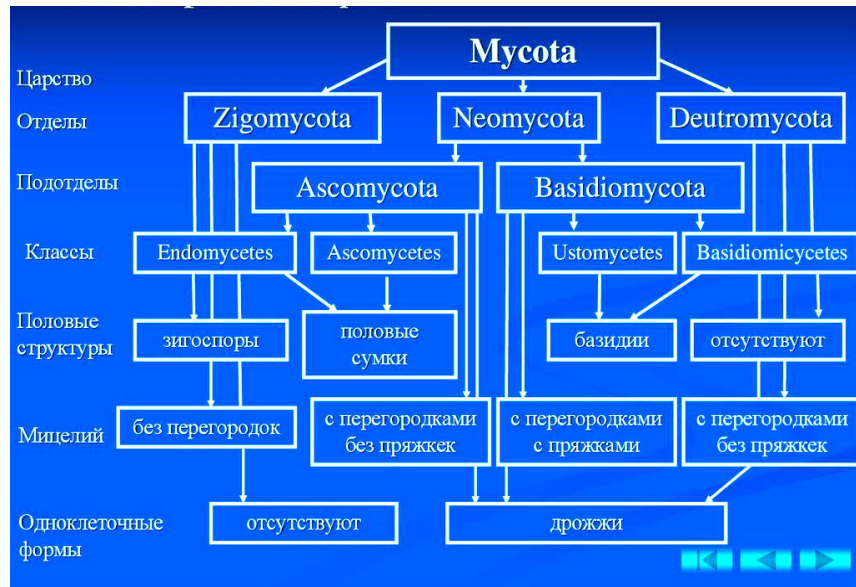 Mycota
Царство
Отделы
Zigomycota
Neomycota
Deutromycota
Подотделы
Ascomycota
Basidiomycota
Классы
Endomycetes
Ascomycetes
Ustomycetes
Basidiomicycetes
Половые
структуры
зигоспоры
половые
сумки
базидии
отсутствуют
Мицелий
без перегородок
с перегородками
без пряжкек
с перегородками
с пряжками
с перегородками
без пряжкек
Одноклеточные
формы
отсутствуют
дрожжи